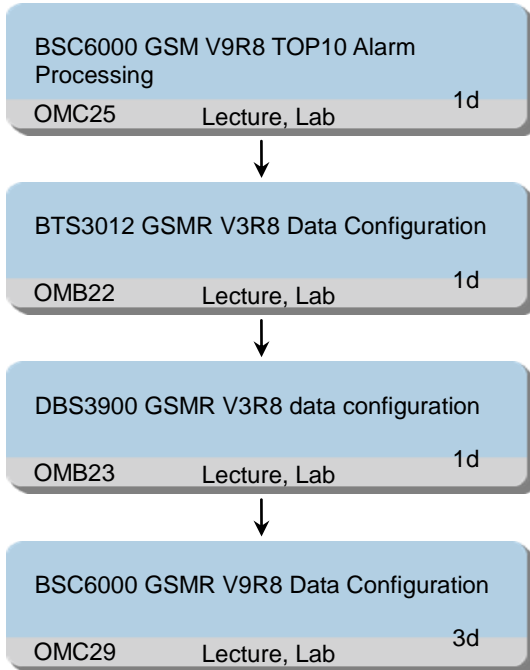 BSC6000 GSM V9R8 TOP10 Alarm
Processing
1d
OMC25 Lecture, Lab
BTS3012 GSMR V3R8 Data Configuration
1d
OMB22 Lecture, Lab
DBS3900 GSMR V3R8 data configuration
1d
OMB23 Lecture, Lab
BSC6000 GSMR V9R8 Data Configuration
3d
OMC29 Lecture, Lab